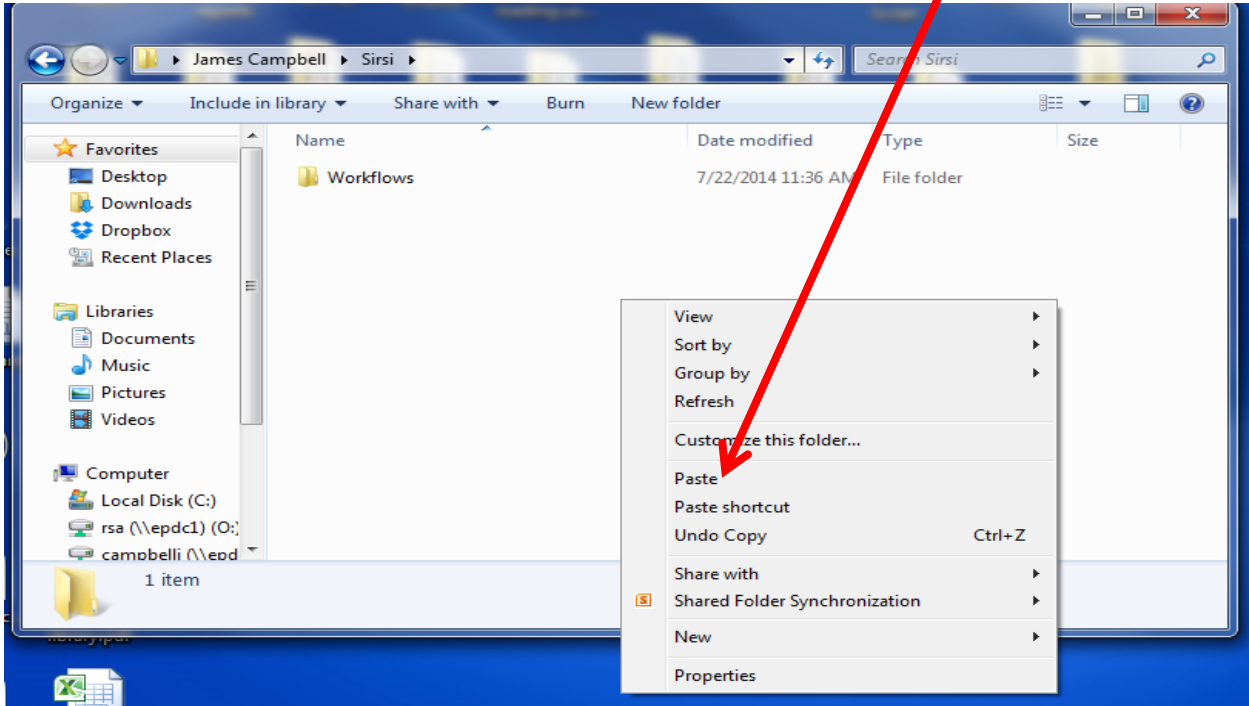 James Campbell Sirsi
Search Sirsi
Organize Include in library Share with Burn New folder
Name Date modified Type Size
Workflows 7/22/2014 11:36 AM File folder
Favorites
Desktop
Downloads
Dropbox
Recent Places
Libraries
Documents
Music
Pictures
Videos
Computer
Local Disk (C:)
rsa (\\epdc1) (O:)
campbellj (\\epd
1 item
View
Sort by
Group by
Refresh
Customize this folder...
Paste
Paste shortcut
Undo Copy Ctrl+Z
Share with
Shared Folder Synchronization
New
Properties